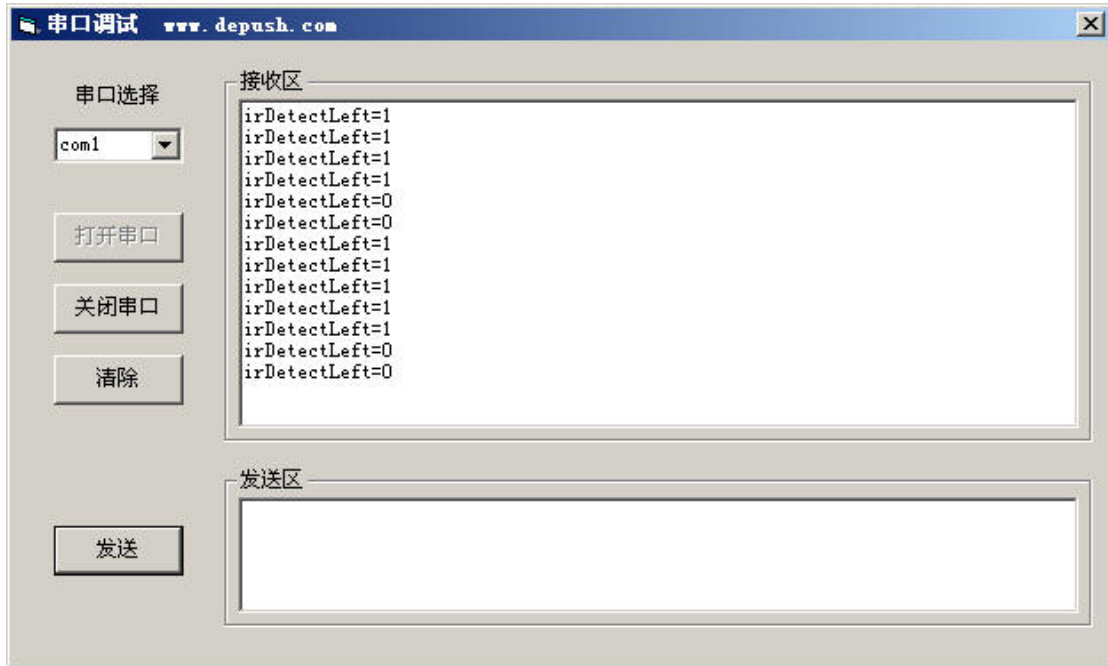 串口调试 www.depush.com
串口选择
com1
打开串口
关闭串口
清除
接收区
irDetectLeft=1
irDetectLeft=1
irDetectLeft=1
irDetectLeft=1
irDetectLeft=0
irDetectLeft=0
irDetectLeft=1
irDetectLeft=1
irDetectLeft=1
irDetectLeft=1
irDetectLeft=1
irDetectLeft=0
irDetectLeft=0
发送区
发送